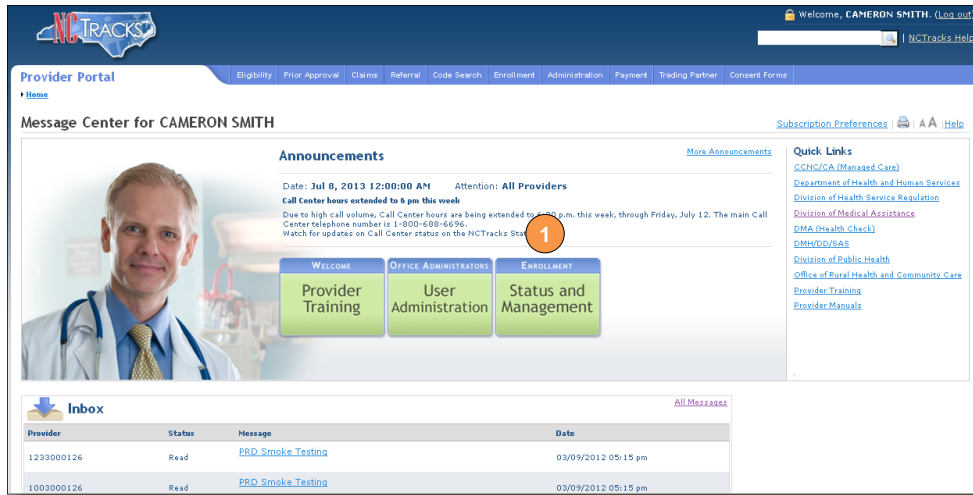 NCTRACKS
Welcome, CAMERON SMITH. (Log out)
| NCTracks Help
Provider Portal
Eligibility Prior Approval Claims Referral Code Search Enrollment Administration Payment Trading Partner Consent Forms
Home
Message Center for CAMERON SMITH
Subscription Preferences | | A A | Help
Announcements
More Announcements
Date: Jul 8, 2013 12:00:00 AM Attention: All Providers
Call Center hours extended to 6 pm this week
Due to high call volume, Call Center hours are being extended to 6:00 p.m. this week, through Friday, July 12. The main Call
Center telephone number is 1-800-688-6696.
Watch for updates on Call Center status on the NCTracks
1
WELCOME
Provider
Training
OFFICE ADMINISTRATORS
User
Administration
ENROLLMENT
Status and
Management
Quick Links
CCNC/CA (Managed Care)
Department of Health and Human Services
Division of Health Service Regulation
Division of Medical Assistance
DMA (Health Check)
DMH/DD/SAS
Division of Public Health
Office of Rural Health and Community Care
Provider Training
Provider Manuals
Inbox
All Messages
Provider Status Message Date
1233000126 Read PRD Smoke Testing 03/09/2012 05:15 pm
1003000126 Read PRD Smoke Testing 03/09/2012 05:15 pm